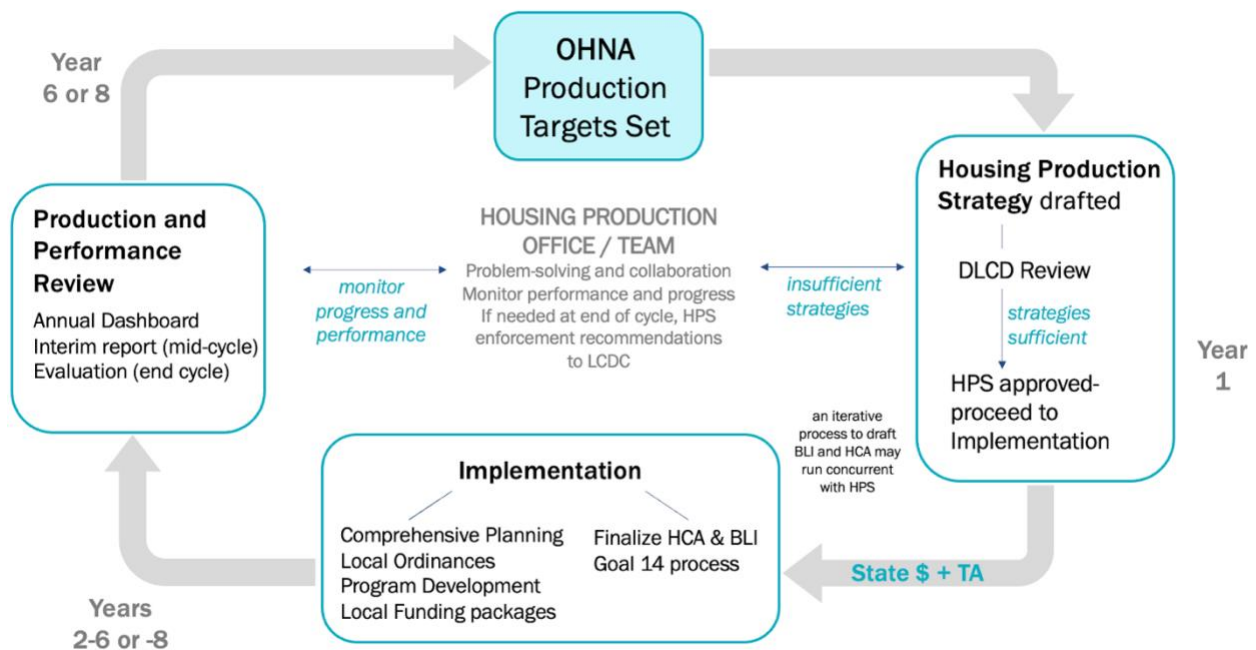 OHNA
Production
Targets Set
Year
6 or 8
Housing Production
Strategy drafted
DLCD Review
strategies
sufficient
HPS approved-
proceed to
Implementation
Year
1
Production and
Performance
Review
Annual Dashboard
Interim report (mid-cycle)
Evaluation (end cycle)
monitor
progress and
performance
HOUSING PRODUCTION
OFFICE / TEAM
Problem-solving and collaboration
Monitor performance and progress
If needed at end of cycle, HPS
enforcement recommendations
to LCDC
insufficient
strategies
an iterative
process to draft
BLI and HCA may
run concurrent
with HPS
Implementation
Comprehensive Planning
Local Ordinances
Program Development
Local Funding packages
Finalize HCA & BLI
Goal 14 process
State $ + TA
Years
2-6 or -8